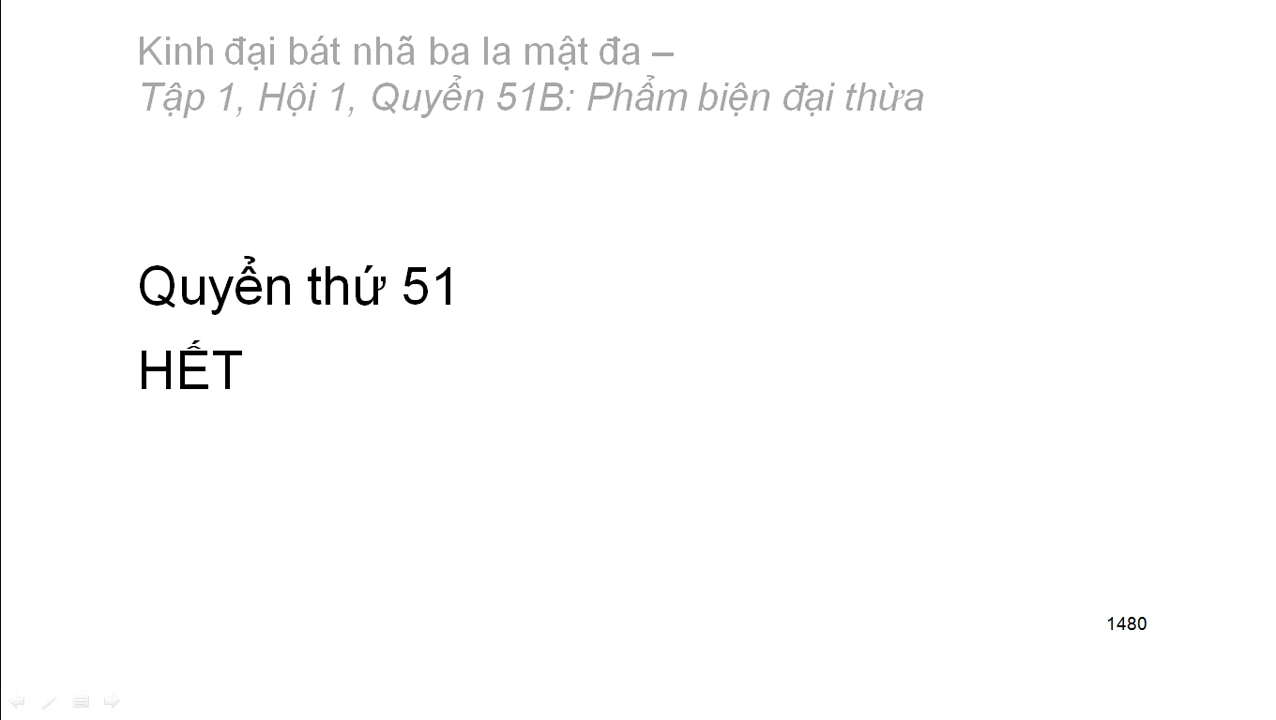 Kinh đại bát nhã ba la mật đa –
Tập 1, Hội 1, Quyển 51B: Phẩm biện đại thừa
Quyển thứ 51
HẾT
1480